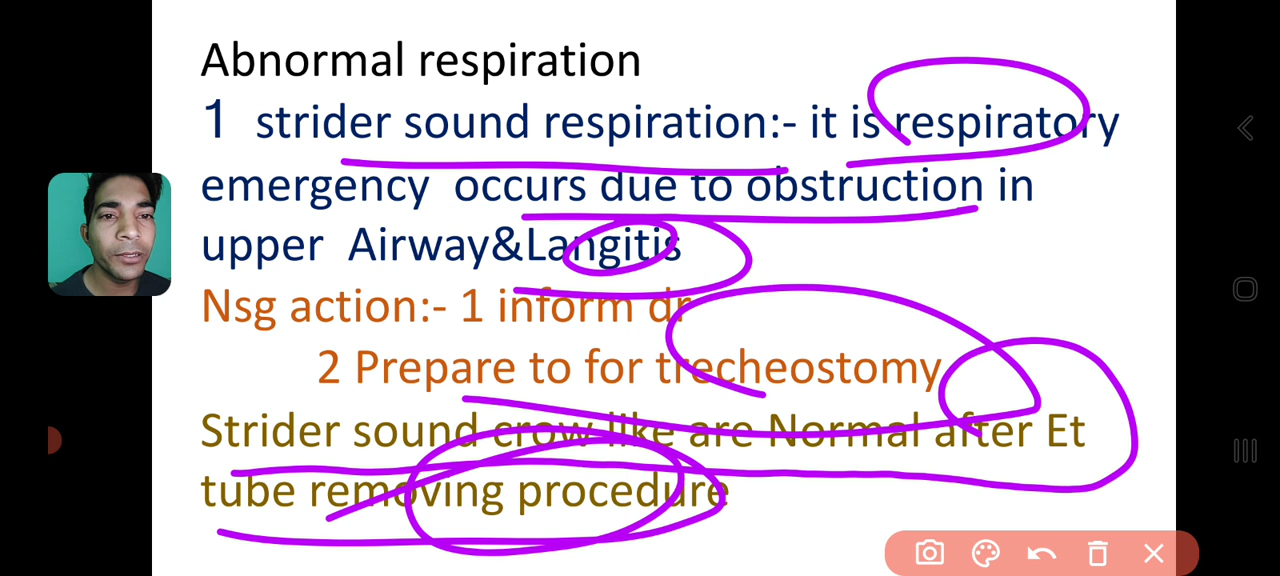 Abnormal respiration
1 strider sound respiration:- it is respiratory
emergency occurs due to obstruction in
upper Airway&Langitis
Nsg action:- 1 inform dr
2 Prepare to for trecheostomy
Strider sound crow like are Normal after Et
tube removing procedure